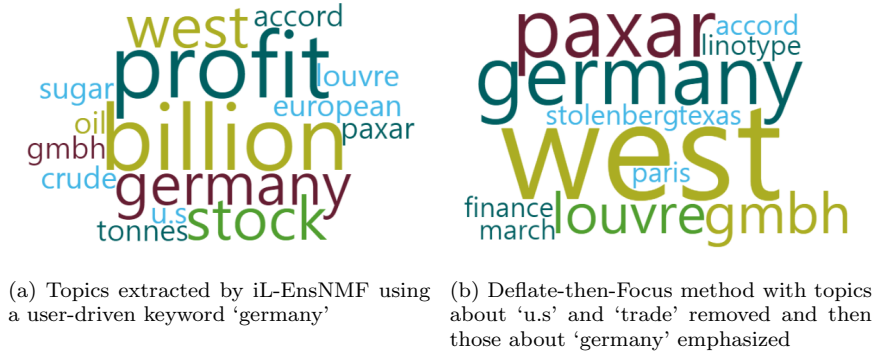 accord
west
profit
louvre
sugar
european
oil
billion
paxar
gmbh
crude
germany
u.s
stock
tonnes
paxar
accord
linotype
germany
stolenbergtexas
west
paris
finance
louvre
gmbh
march
(a) Topics extracted by iL-EnsNMF using
a user-driven keyword ‘germany’
(b) Deflate-then-Focus method with topics
about ‘u.s’ and ‘trade’ removed and then
those about ‘germany’ emphasized